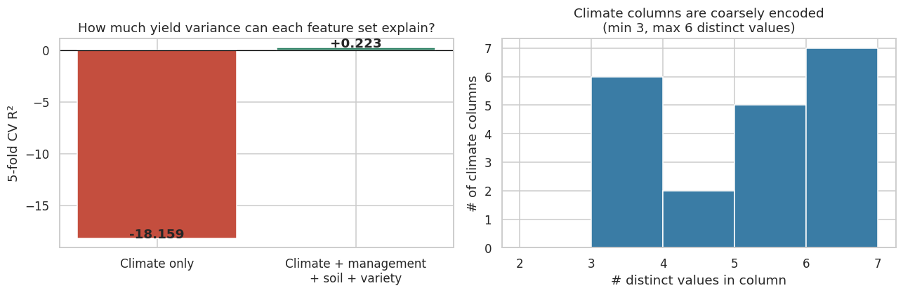 How much yield variance can each feature set explain?
5-fold CV R²
0
−5
−10
−15
+0.223
-18.159
Climate only
Climate + management
+ soil + variety
Climate columns are coarsely encoded
(min 3, max 6 distinct values)
# of climate columns
7
6
5
4
3
2
1
0
2 3 4 5 6 7
# distinct values in column